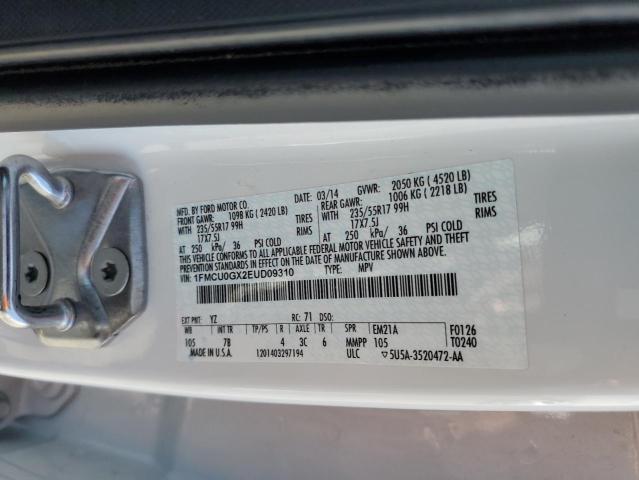 MFD. BY FORD MOTOR CO.
03/14 GVWR: 2050 KG ( 4520 LB)
FRONT GAWR: 1098 KG ( 2420 LB) REAR GAWR: 1006 KG ( 2218 LB)
235/55R17 99H TIRES 235/55R17 99H TIRES
17X7.5J RIMS 17X7.5J RIMS
AT 250 kPa/ 36 PSI COLD AT 250 kPa/ 36 PSI COLD
THIS VEHICLE CONFORMS TO ALL APPLICABLE FEDERAL MOTOR VEHICLE SAFETY AND THEFT
PREVENTION STANDARDS IN EFFECT ON THE DATE OF MANUFACTURE SHOWN ABOVE.
1FMCU0GX2EUD09310 TYPE: MPV
EXT PNT: YZ RC: 71 DSO:
WB INT TR TP/PS R AXLE TR SPR EM21A F0126
105 7B 4 3C 6 MMPP 105 T0240
MADE IN U.S.A. 1201403297194 ULC ▽5U5A-3520472-AA